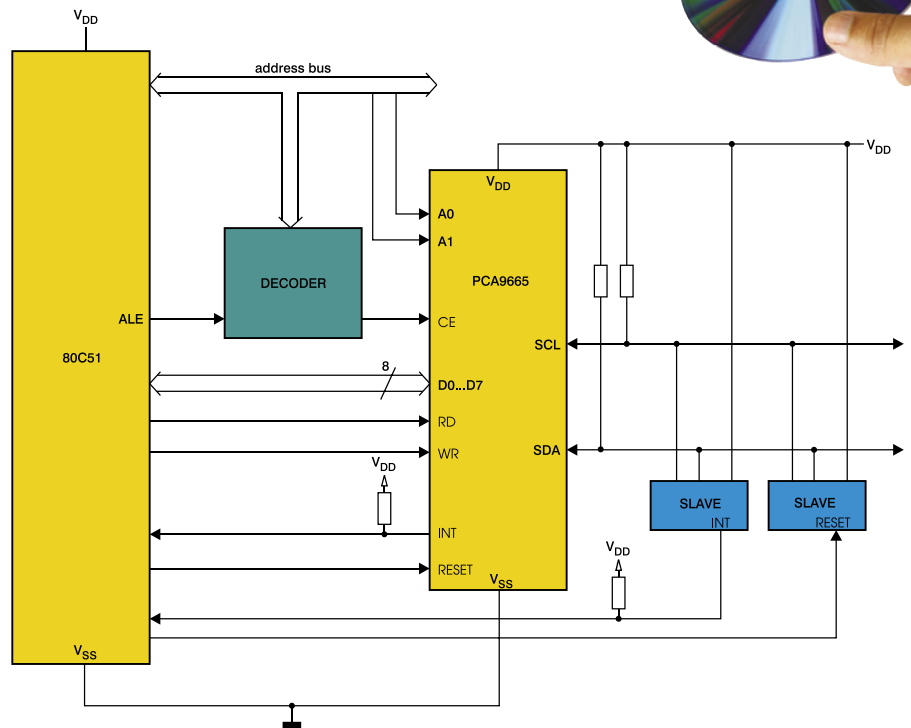 VDD
address bus
VDD
VDD
A0
A1
DECODER
PCA9665
ALE
CE
SCL
80C51
8
D0...D7
RD
SDA
WR
VDD
SLAVE
INT
SLAVE
RESET
INT
VDD
RESET
VSS
VSS